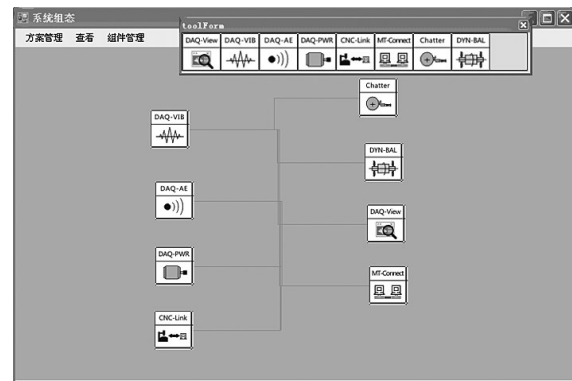 系统组态
toolForm
方案管理 查看 组件管理
DAQ-View DAQ-VIB DAQ-AE DAQ-PWR CNC-Link MT-Connect Chatter DYN-BAL
Chatter
DAQ-VIB
DYN-BAL
DAQ-AE
DAQ-View
DAQ-PWR
MT-Connect
CNC-Link